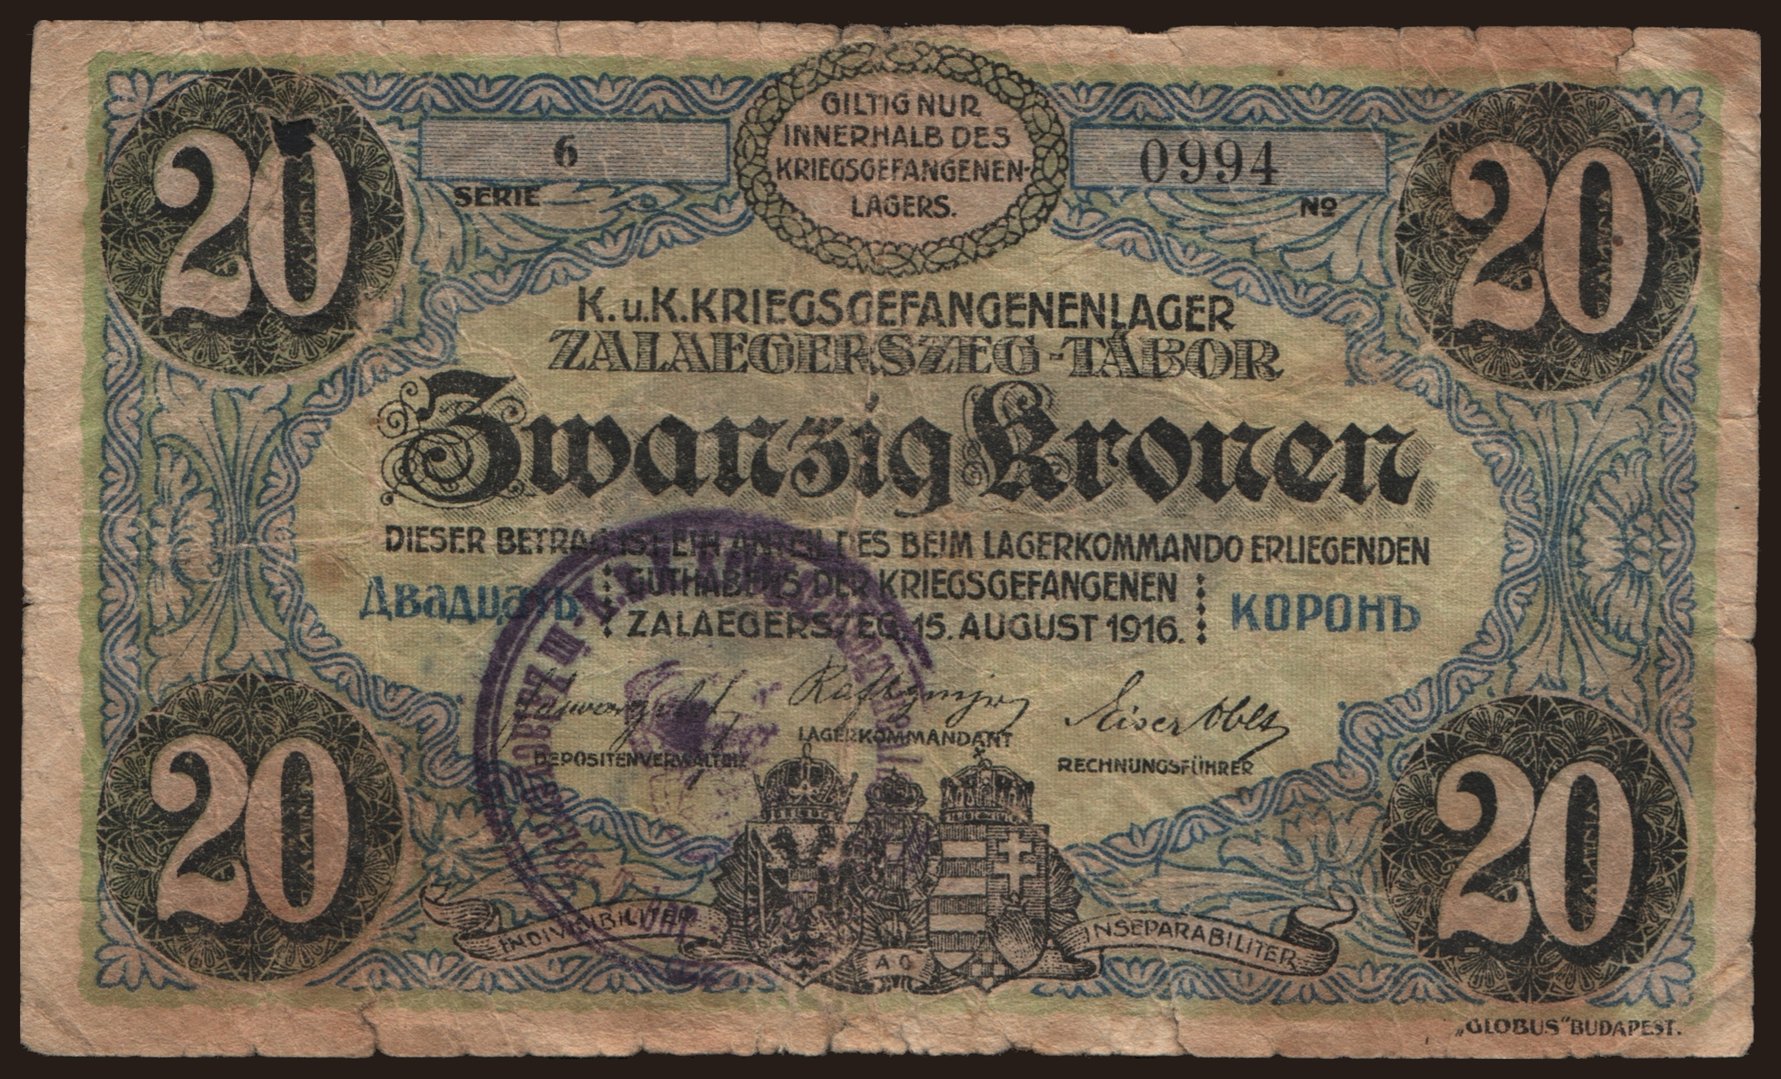 20
6
SERIE
GILTIG NUR
INNERHALB DES
KRIEGSGEFANGENEN-
LAGERS.
0994
No
20
K. u. K. KRIEGSGEFANGENENLAGER
ZALAEGERSZEG-TÁBOR
Zwanzig Kronen
DIESER BETRAG IST EIN ANTEIL DES BEIM LAGERKOMMANDO ERLIEGENDEN
GUTHABENS DER KRIEGSGEFANGENEN
Двадцать
КОРОНЪ
ZALAEGERSZEG, 15. AUGUST 1916.
LAGERKOMMANDANT
DEPOSITENVERWALTER
RECHNUNGSFÜHRER
20
20
INDIVISIBILITER
INSEPARABILITER
„GLOBUS" BUDAPEST.